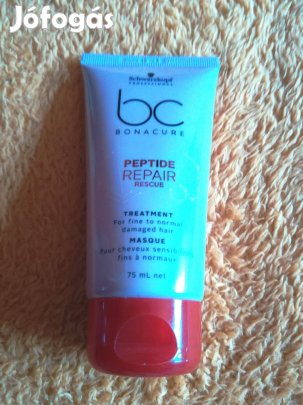 Jófogás
Schwarzkopf
PROFESSIONAL
bc
BONACURE
PEPTIDE
REPAIR
RESCUE
TREATMENT
For fine to normal
damaged hair
MASQUE
Pour cheveux sensibilisés
fins à normaux
75 mL net